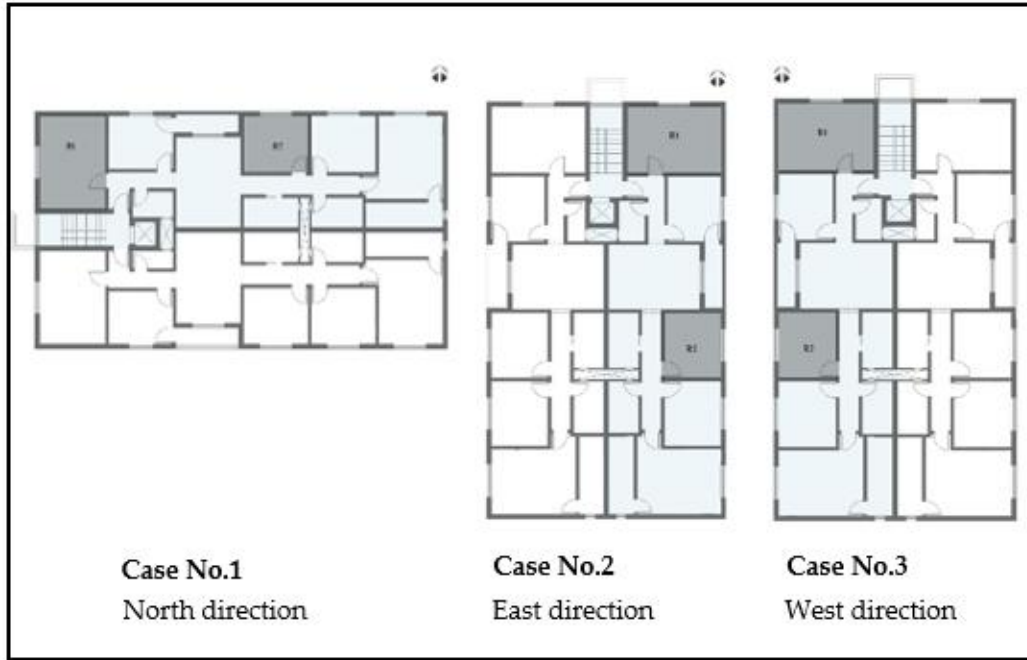 Case No.1
North direction
Case No.2
East direction
Case No.3
West direction